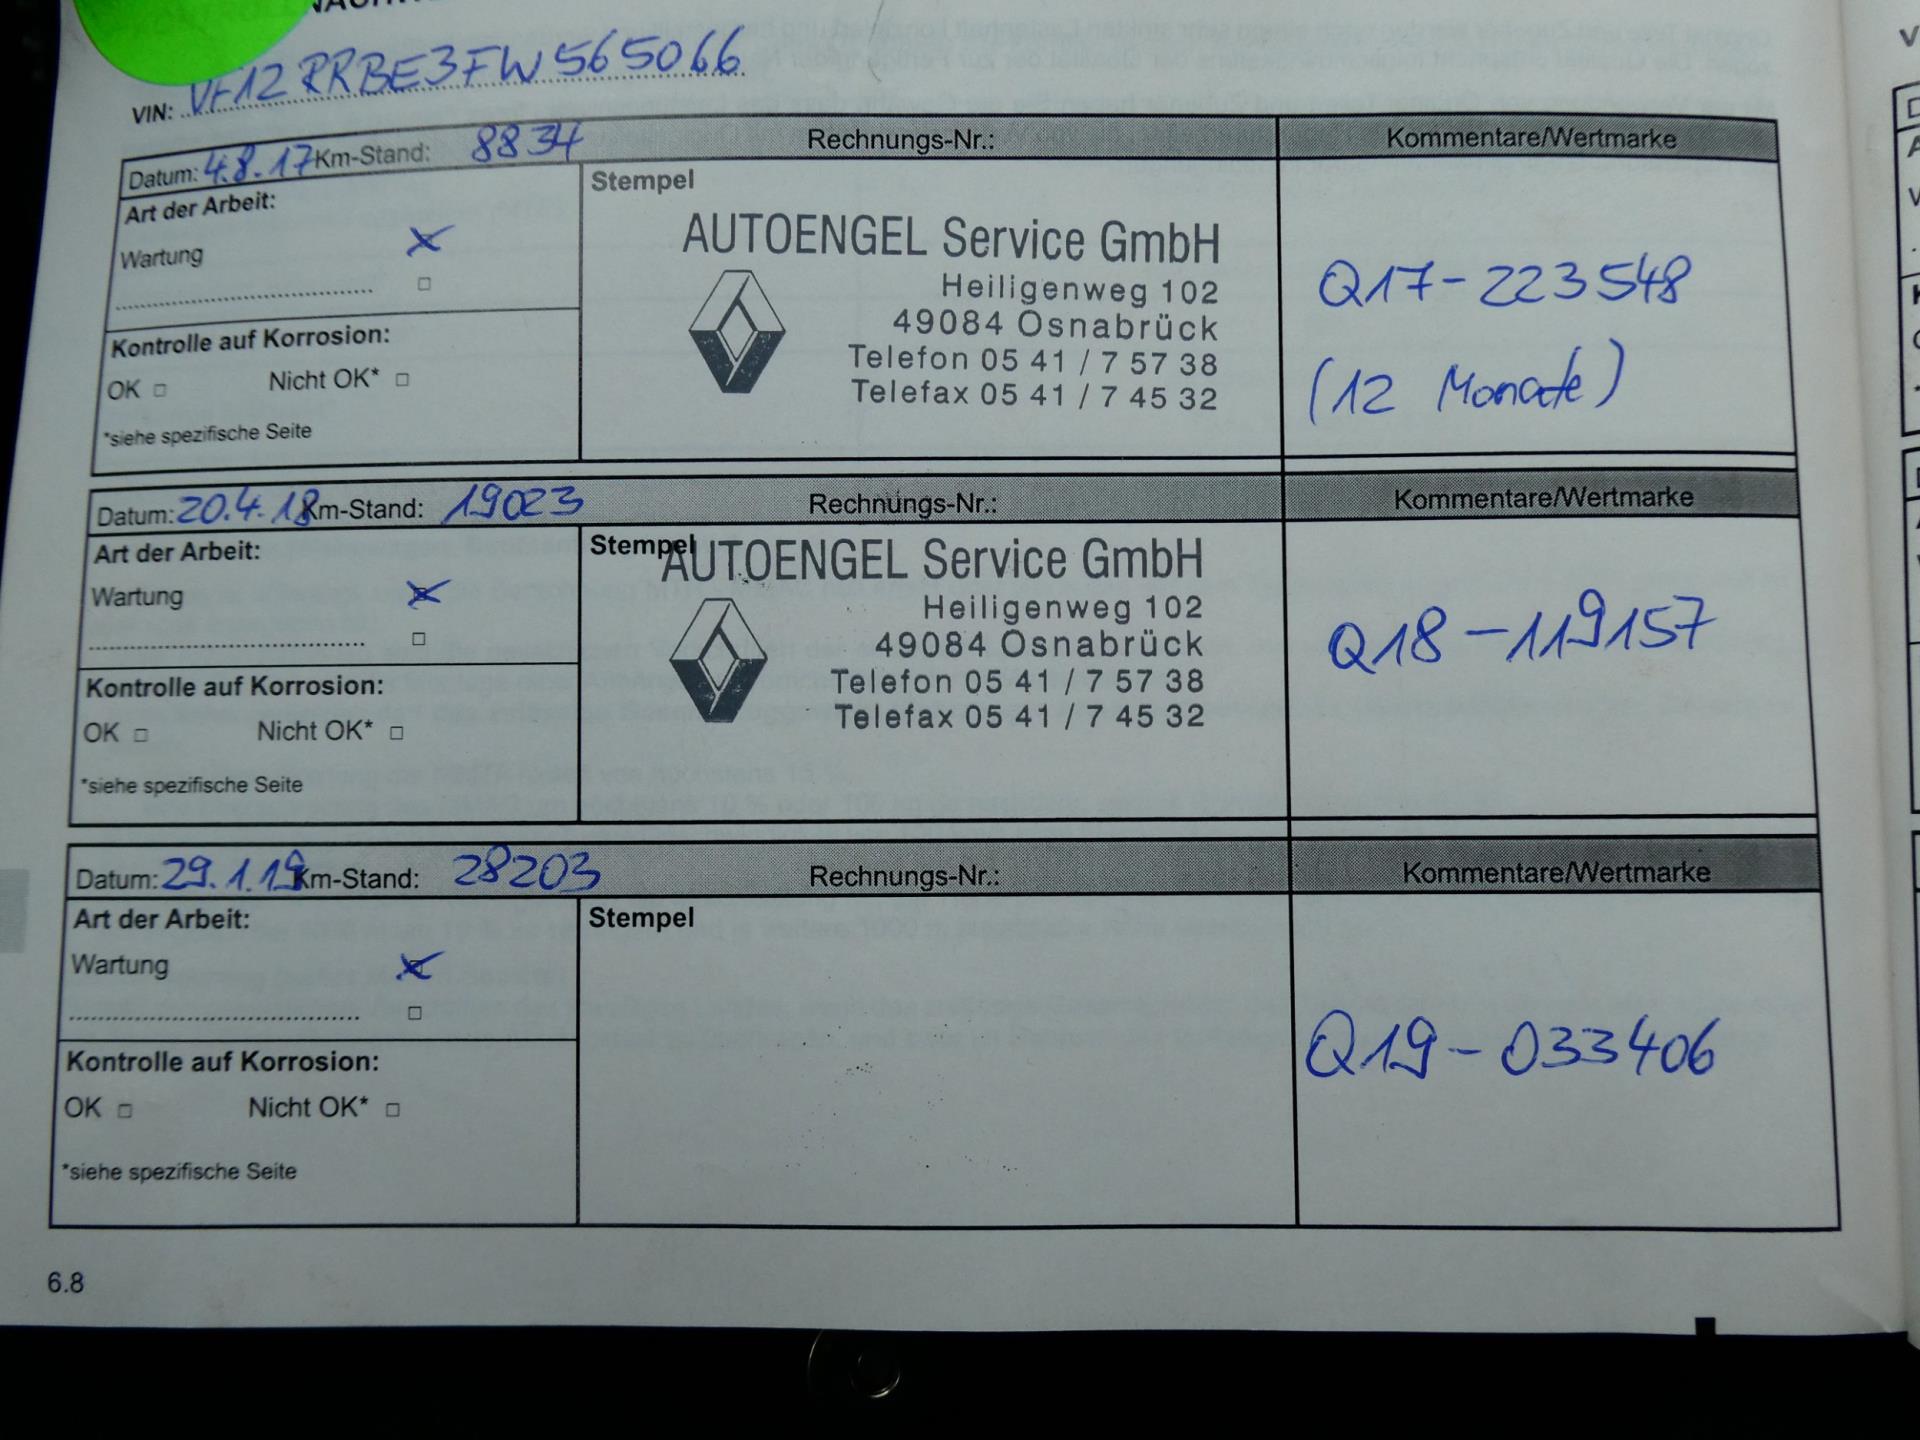 VIN: VF12RRBE3FW565066
Datum: 4.8.17 Km-Stand: 8834 Rechnungs-Nr.: Kommentare/Wertmarke
Art der Arbeit:
Wartung
Kontrolle auf Korrosion:
OK □ Nicht OK* □
*siehe spezifische Seite
Stempel
AUTOENGEL Service GmbH
Heiligenweg 102
49084 Osnabrück
Telefon 05 41 / 7 57 38
Telefax 05 41 / 7 45 32
Q17-223548
(12 Monate)
Datum: 20.4.18 Km-Stand: 19023 Rechnungs-Nr.: Kommentare/Wertmarke
Art der Arbeit:
Wartung
Kontrolle auf Korrosion:
OK □ Nicht OK* □
*siehe spezifische Seite
Stempel
AUTOENGEL Service GmbH
Heiligenweg 102
49084 Osnabrück
Telefon 05 41 / 7 57 38
Telefax 05 41 / 7 45 32
Q18-119157
Datum: 29.1.19 Km-Stand: 28203 Rechnungs-Nr.: Kommentare/Wertmarke
Art der Arbeit:
Wartung
Kontrolle auf Korrosion:
OK □ Nicht OK* □
*siehe spezifische Seite
Stempel
Q19-033406
6.8